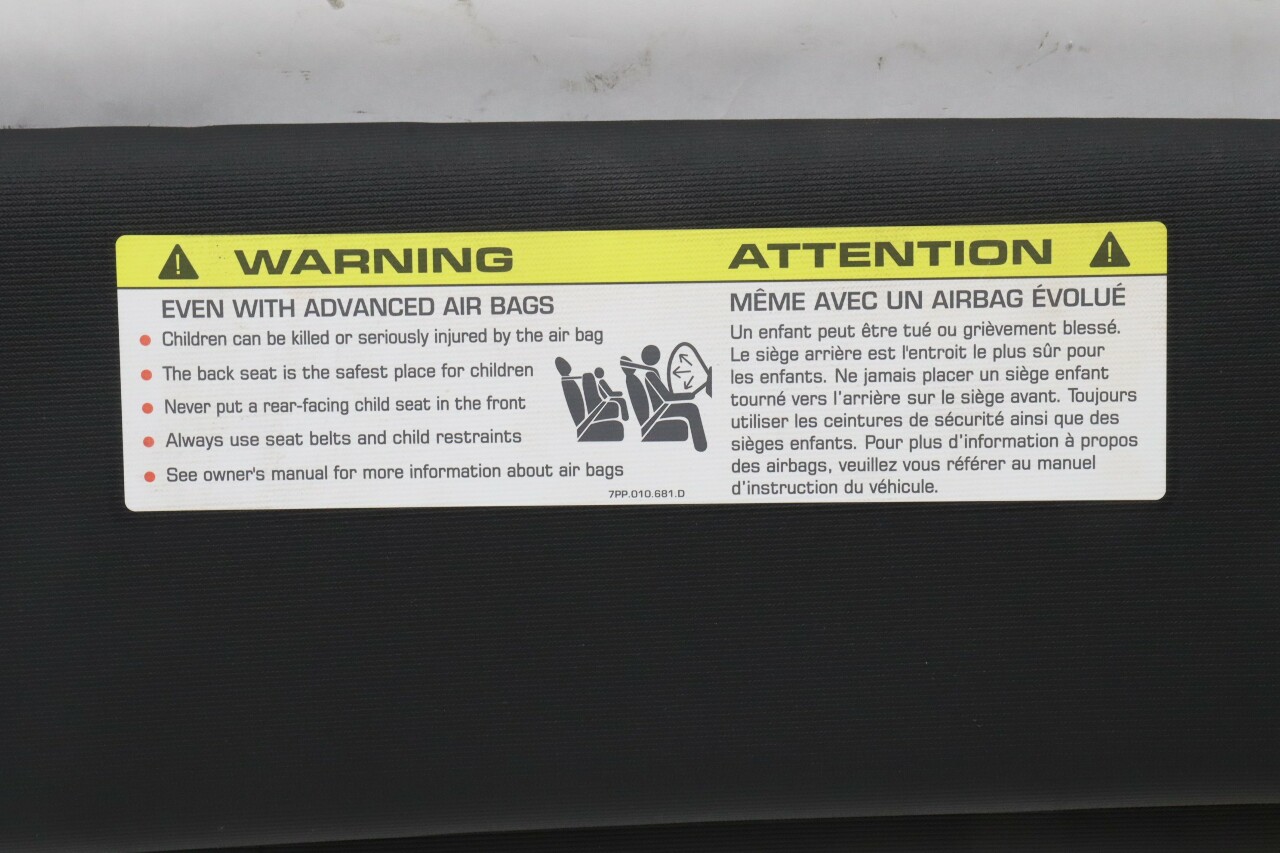 WARNING
EVEN WITH ADVANCED AIR BAGS
Children can be killed or seriously injured by the air bag
The back seat is the safest place for children
Never put a rear-facing child seat in the front
Always use seat belts and child restraints
See owner's manual for more information about air bags
7PP.010.681.D
ATTENTION
MÊME AVEC UN AIRBAG ÉVOLUÉ
Un enfant peut être tué ou grièvement blessé.
Le siège arrière est l'entroit le plus sûr pour
les enfants. Ne jamais placer un siège enfant
tourné vers l'arrière sur le siège avant. Toujours
utiliser les ceintures de sécurité ainsi que des
sièges enfants. Pour plus d'information à propos
des airbags, veuillez vous référer au manuel
d'instruction du véhicule.